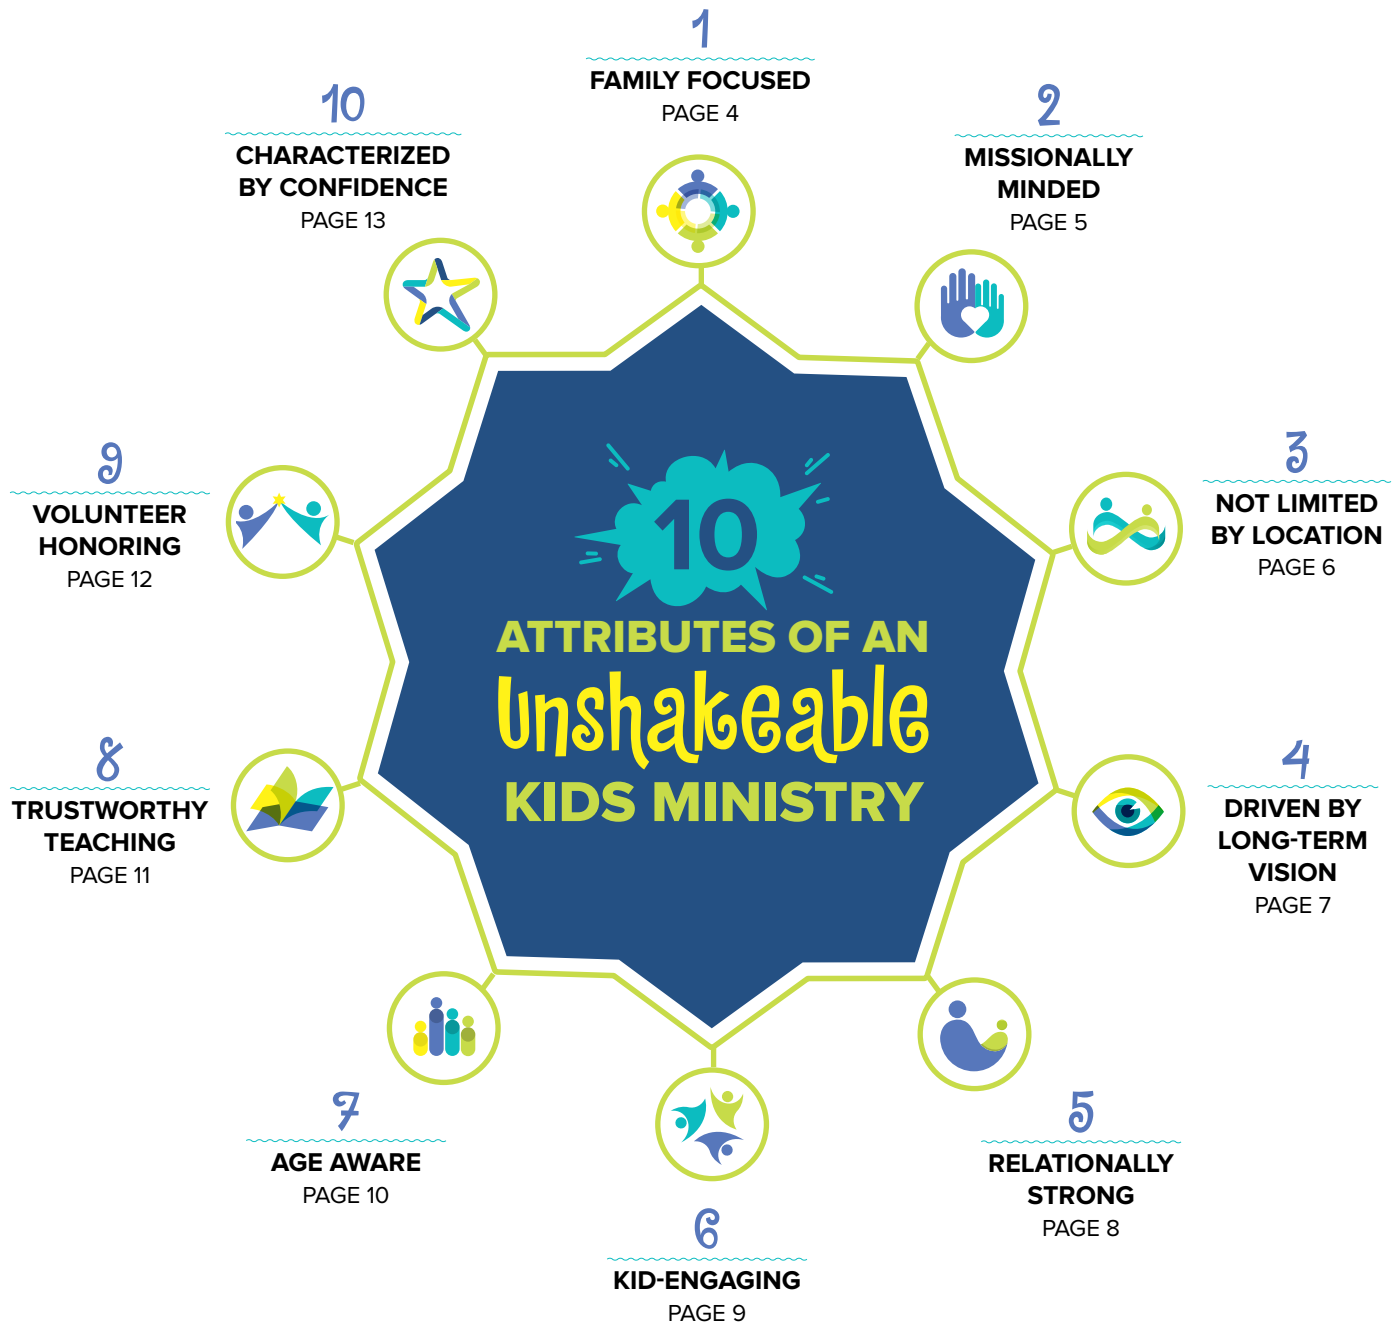 1
FAMILY FOCUSED
PAGE 4
2
MISSIONALLY
MINDED
PAGE 5
3
NOT LIMITED
BY LOCATION
PAGE 6
4
DRIVEN BY
LONG-TERM
VISION
PAGE 7
5
RELATIONALLY
STRONG
PAGE 8
6
KID-ENGAGING
PAGE 9
7
AGE AWARE
PAGE 10
8
TRUSTWORTHY
TEACHING
PAGE 11
9
VOLUNTEER
HONORING
PAGE 12
10
CHARACTERIZED
BY CONFIDENCE
PAGE 13
10
ATTRIBUTES OF AN
Unshakeable
KIDS MINISTRY